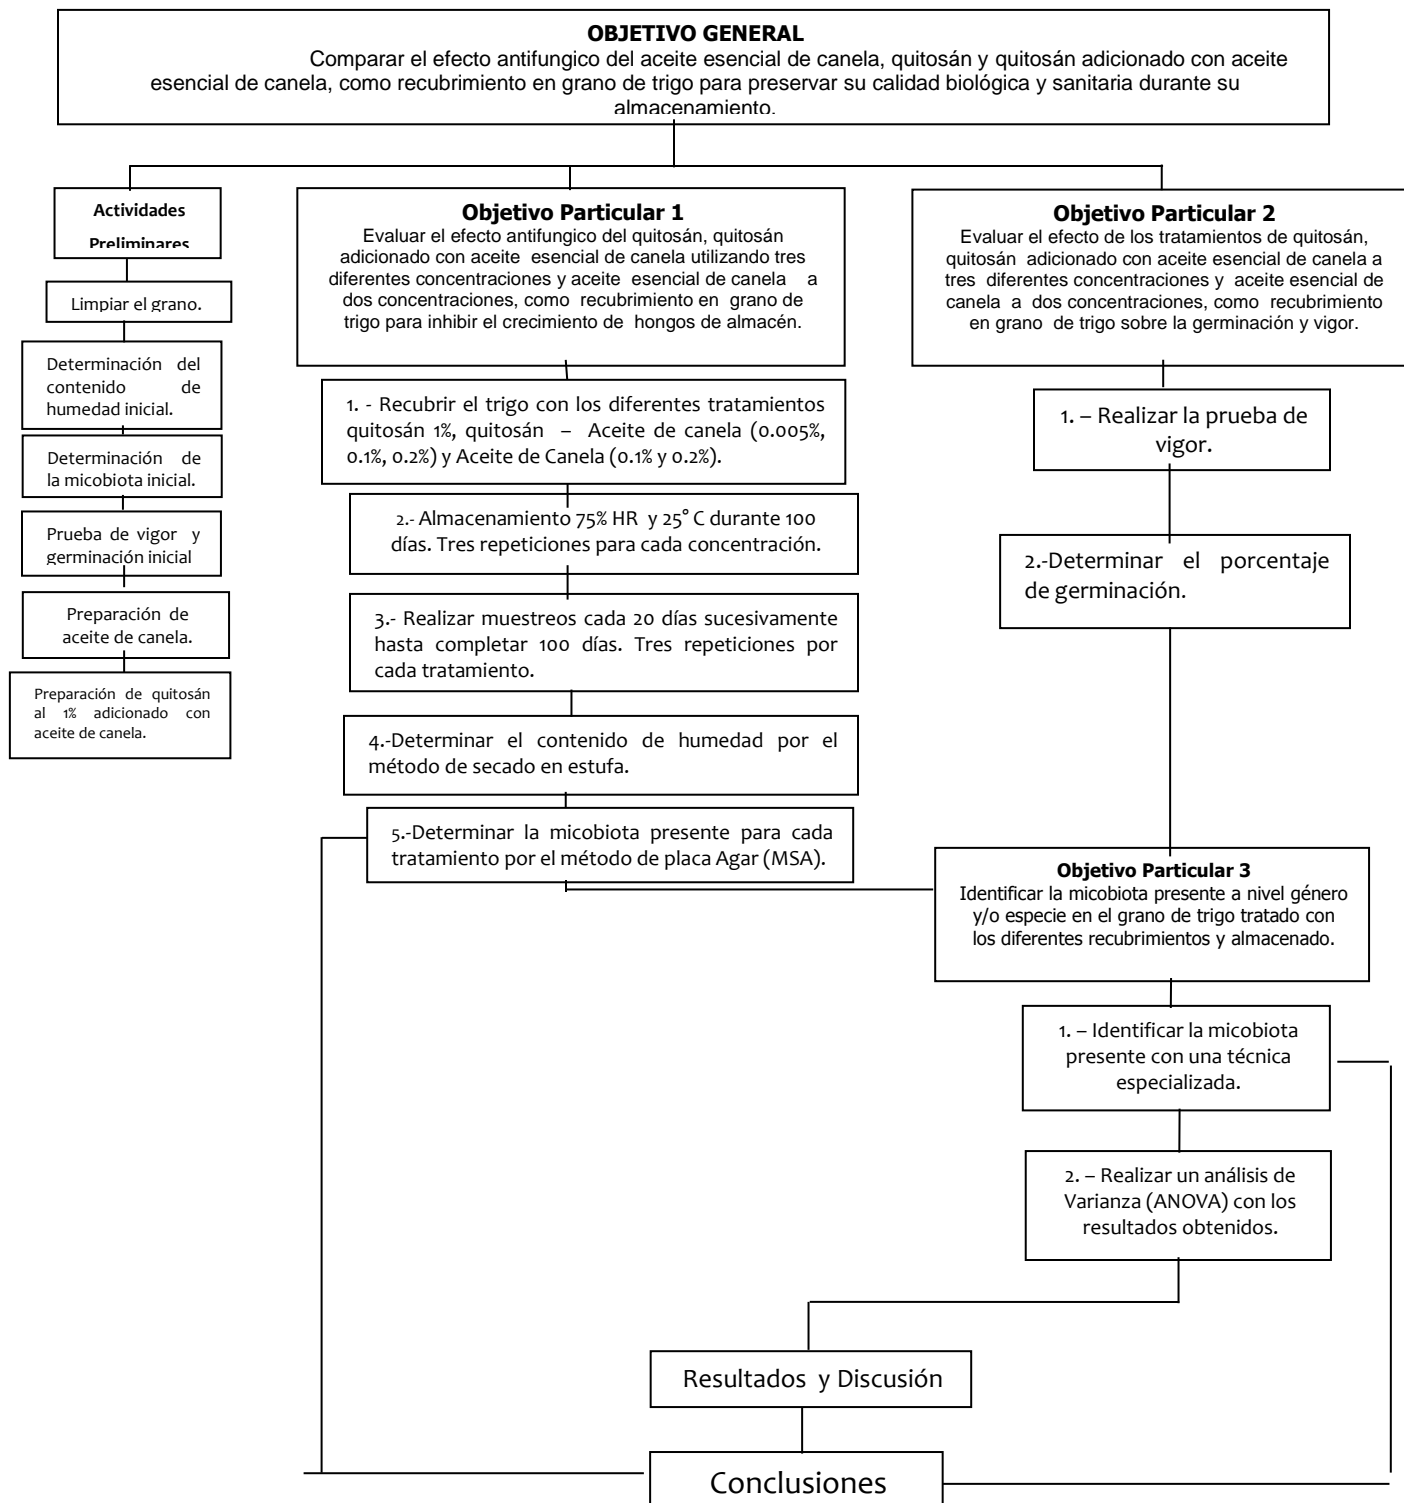 OBJETIVO GENERAL
Comparar el efecto antifungico del aceite esencial de canela, quitosán y quitosán adicionado con aceite
esencial de canela, como recubrimiento en grano de trigo para preservar su calidad biológica y sanitaria durante su
almacenamiento.
Actividades
Preliminares
Limpiar el grano.
Determinación del
contenido de
humedad inicial.
Determinación de
la micobiota inicial.
Prueba de vigor y
germinación inicial
Preparación de
aceite de canela.
Preparación de quitosán
al 1% adicionado con
aceite de canela.
Objetivo Particular 1
Evaluar el efecto antifungico del quitosán, quitosán
adicionado con aceite esencial de canela utilizando tres
diferentes concentraciones y aceite esencial de canela a
dos concentraciones, como recubrimiento en grano de
trigo para inhibir el crecimiento de hongos de almacén.
1. - Recubrir el trigo con los diferentes tratamientos
quitosán 1%, quitosán – Aceite de canela (0.005%,
0.1%, 0.2%) y Aceite de Canela (0.1% y 0.2%).
2.- Almacenamiento 75% HR y 25° C durante 100
días. Tres repeticiones para cada concentración.
3.- Realizar muestreos cada 20 días sucesivamente
hasta completar 100 días. Tres repeticiones por
cada tratamiento.
4.-Determinar el contenido de humedad por el
método de secado en estufa.
5.-Determinar la micobiota presente para cada
tratamiento por el método de placa Agar (MSA).
Objetivo Particular 2
Evaluar el efecto de los tratamientos de quitosán,
quitosán adicionado con aceite esencial de canela a
tres diferentes concentraciones y aceite esencial de
canela a dos concentraciones, como recubrimiento
en grano de trigo sobre la germinación y vigor.
1. – Realizar la prueba de
vigor.
2.-Determinar el porcentaje
de germinación.
Objetivo Particular 3
Identificar la micobiota presente a nivel género
y/o especie en el grano de trigo tratado con
los diferentes recubrimientos y almacenado.
1. – Identificar la micobiota
presente con una técnica
especializada.
2. – Realizar un análisis de
Varianza (ANOVA) con los
resultados obtenidos.
Resultados y Discusión
Conclusiones